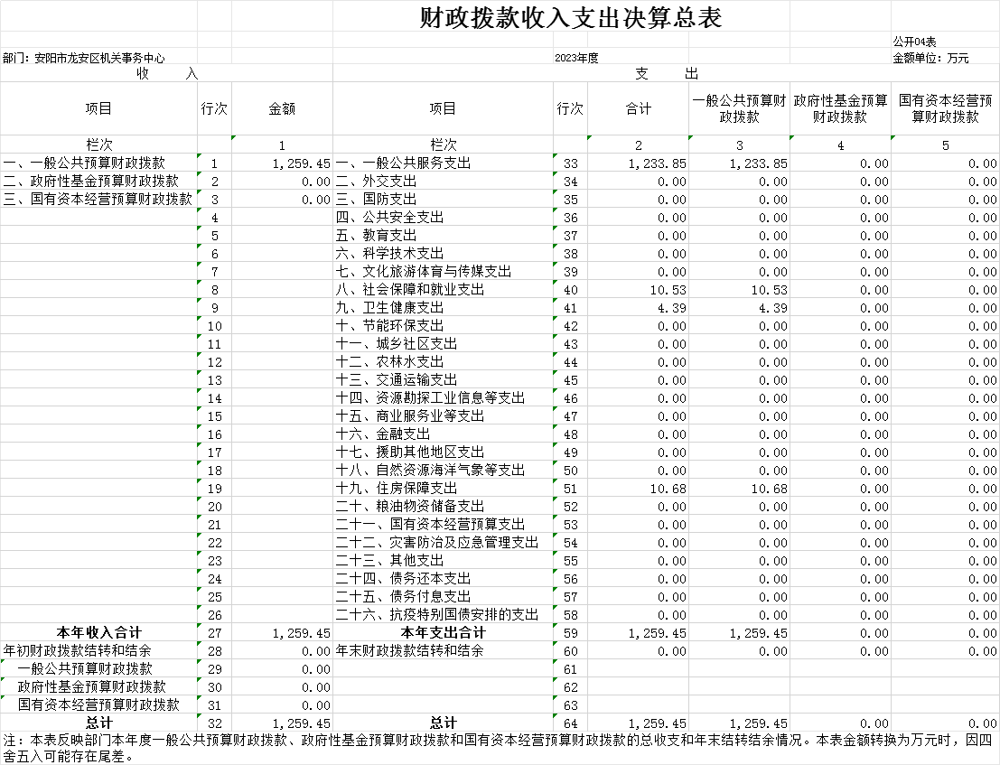 财政拨款收入支出决算总表
公开04表
部门：安阳市龙安区机关事务中心 2023年度 金额单位：万元
收 入 支 出
项目 行次 金额 项目 行次 合计 一般公共预算财政拨款 政府性基金预算财政拨款 国有资本经营预算财政拨款
栏次 1 栏次 2 3 4 5
一、一般公共预算财政拨款 1 1,259.45 一、一般公共服务支出 33 1,233.85 1,233.85 0.00 0.00
二、政府性基金预算财政拨款 2 0.00 二、外交支出 34 0.00 0.00 0.00 0.00
三、国有资本经营预算财政拨款 3 0.00 三、国防支出 35 0.00 0.00 0.00 0.00
4 四、公共安全支出 36 0.00 0.00 0.00 0.00
5 五、教育支出 37 0.00 0.00 0.00 0.00
6 六、科学技术支出 38 0.00 0.00 0.00 0.00
7 七、文化旅游体育与传媒支出 39 0.00 0.00 0.00 0.00
8 八、社会保障和就业支出 40 10.53 10.53 0.00 0.00
9 九、卫生健康支出 41 4.39 4.39 0.00 0.00
10 十、节能环保支出 42 0.00 0.00 0.00 0.00
11 十一、城乡社区支出 43 0.00 0.00 0.00 0.00
12 十二、农林水支出 44 0.00 0.00 0.00 0.00
13 十三、交通运输支出 45 0.00 0.00 0.00 0.00
14 十四、资源勘探工业信息等支出 46 0.00 0.00 0.00 0.00
15 十五、商业服务业等支出 47 0.00 0.00 0.00 0.00
16 十六、金融支出 48 0.00 0.00 0.00 0.00
17 十七、援助其他地区支出 49 0.00 0.00 0.00 0.00
18 十八、自然资源海洋气象等支出 50 0.00 0.00 0.00 0.00
19 十九、住房保障支出 51 10.68 10.68 0.00 0.00
20 二十、粮油物资储备支出 52 0.00 0.00 0.00 0.00
21 二十一、国有资本经营预算支出 53 0.00 0.00 0.00 0.00
22 二十二、灾害防治及应急管理支出 54 0.00 0.00 0.00 0.00
23 二十三、其他支出 55 0.00 0.00 0.00 0.00
24 二十四、债务还本支出 56 0.00 0.00 0.00 0.00
25 二十五、债务付息支出 57 0.00 0.00 0.00 0.00
26 二十六、抗疫特别国债安排的支出 58 0.00 0.00 0.00 0.00
本年收入合计 27 1,259.45 本年支出合计 59 1,259.45 1,259.45 0.00 0.00
年初财政拨款结转和结余 28 0.00 年末财政拨款结转和结余 60 0.00 0.00 0.00 0.00
一般公共预算财政拨款 29 0.00 61
政府性基金预算财政拨款 30 0.00 62
国有资本经营预算财政拨款 31 0.00 63
总计 32 1,259.45 总计 64 1,259.45 1,259.45 0.00 0.00
注：本表反映部门本年度一般公共预算财政拨款、政府性基金预算财政拨款和国有资本经营预算财政拨款的总收支和年末结转结余情况。本表金额转换为万元时，因四
舍五入可能存在尾差。